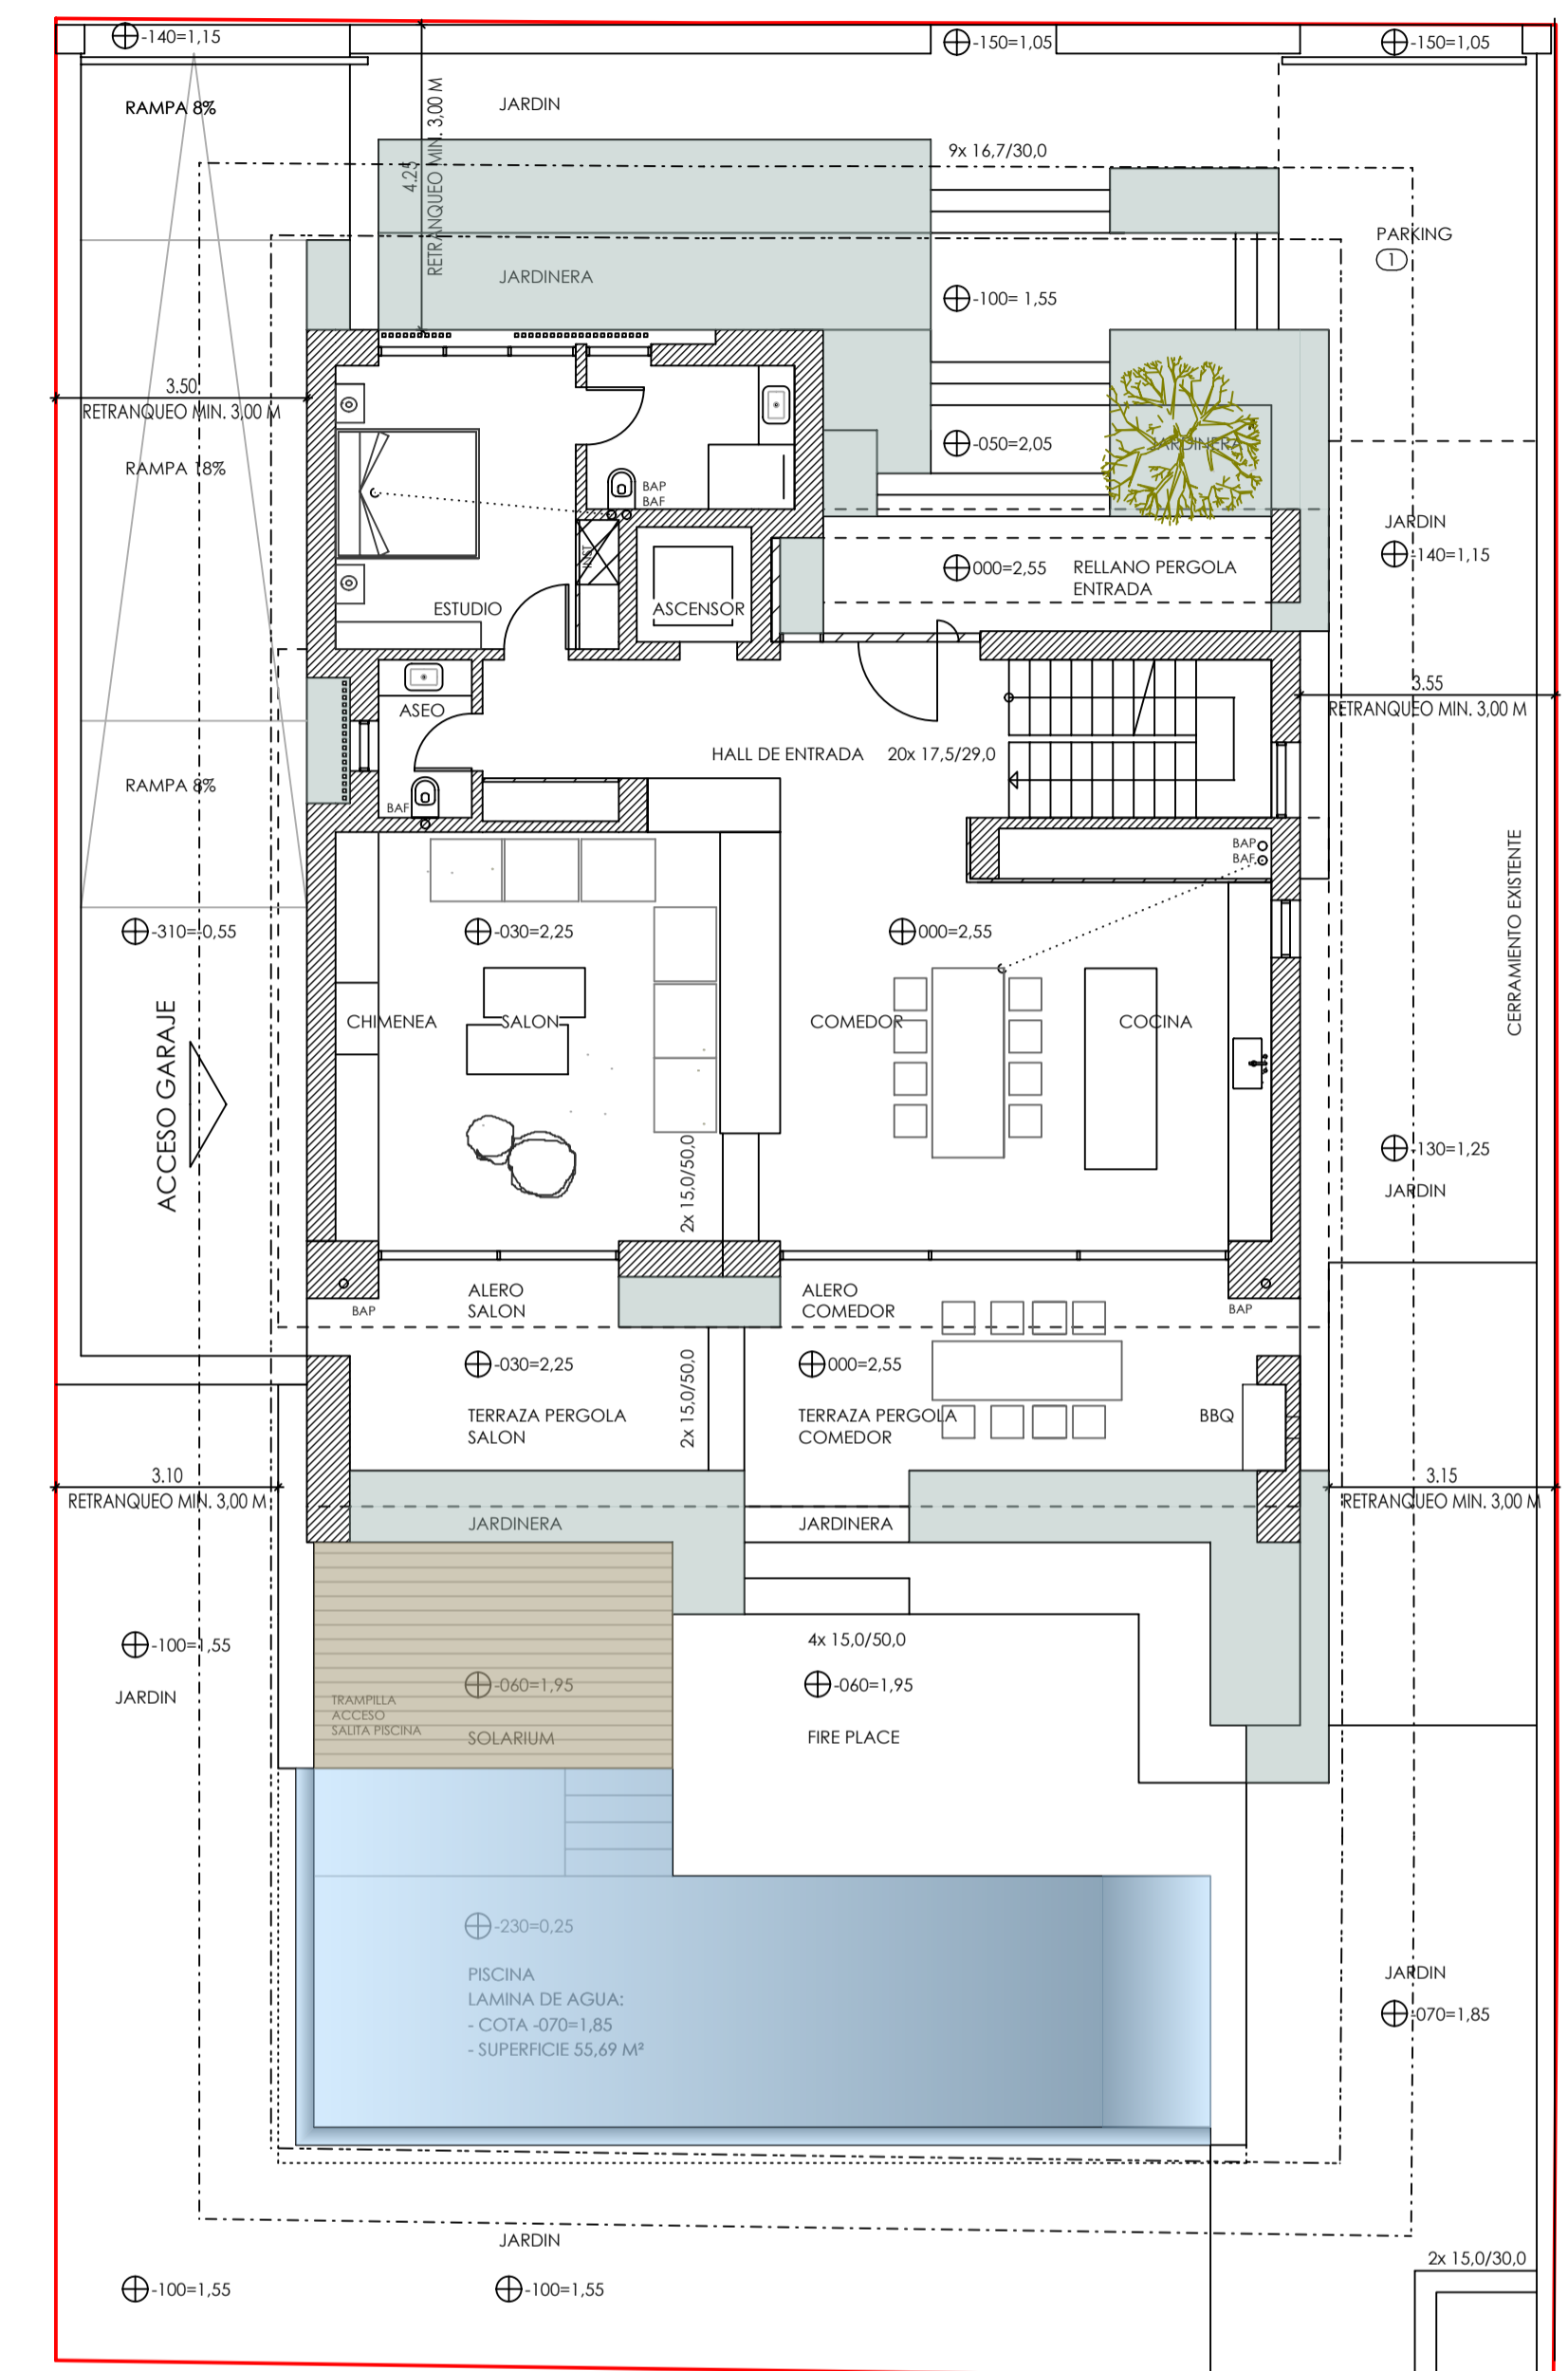 -140=1,15
-150=1,05
-150=1,05
RAMPA 8%
JARDIN
4.25
RETRANQUEO MIN. 3,00 M
9x 16,7/30,0
PARKING
1
JARDINERA
-100= 1,55
3.50
RETRANQUEO MIN. 3,00 M
RAMPA 18%
-050=2,05
JARDINERA
BAP
BAF
INST
JARDIN
-140=1,15
000=2,55
RELLANO PERGOLA
ENTRADA
ESTUDIO
ASCENSOR
ASEO
3.55
RETRANQUEO MIN. 3,00 M
HALL DE ENTRADA
20x 17,5/29,0
RAMPA 8%
BAF
BAP
BAF
CERRAMIENTO EXISTENTE
-310=-0,55
-030=2,25
000=2,55
ACCESO GARAJE
CHIMENEA
SALON
COMEDOR
COCINA
2x 15,0/50,0
-130=1,25
JARDIN
BAP
ALERO
SALON
ALERO
COMEDOR
BAP
-030=2,25
000=2,55
2x 15,0/50,0
TERRAZA PERGOLA
SALON
TERRAZA PERGOLA
COMEDOR
BBQ
3.10
RETRANQUEO MIN. 3,00 M
3.15
RETRANQUEO MIN. 3,00 M
JARDINERA
JARDINERA
-100=1,55
JARDIN
4x 15,0/50,0
-060=1,95
-060=1,95
TRAMPILLA
ACCESO
SALITA PISCINA
SOLARIUM
FIRE PLACE
-230=0,25
PISCINA
LAMINA DE AGUA:
- COTA -070=1,85
- SUPERFICIE 55,69 M²
JARDIN
-070=1,85
JARDIN
2x 15,0/30,0
-100=1,55
-100=1,55